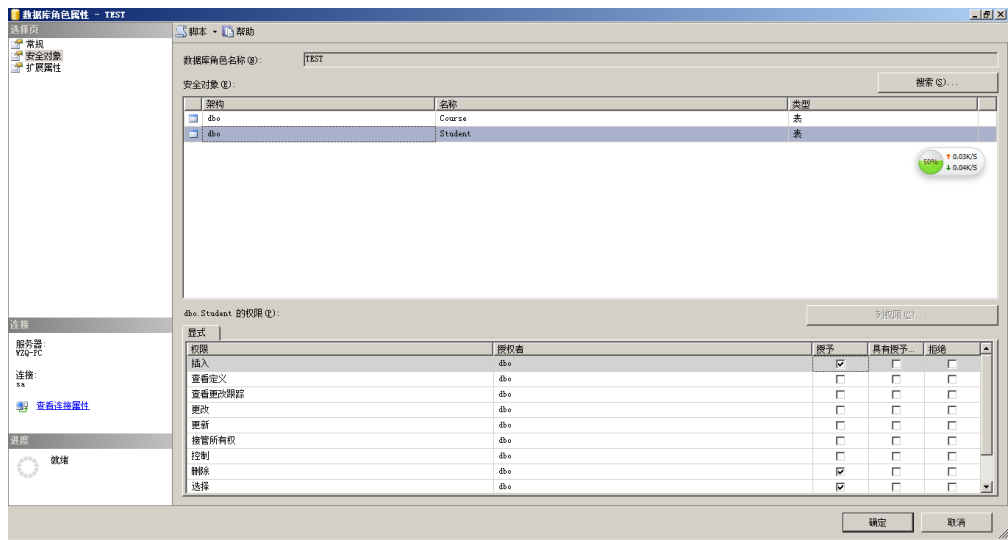 数据库角色属性 - TEST
选择页
常规
安全对象
扩展属性
脚本 帮助
数据库角色名称(N): TEST
安全对象(E): 搜索(S)...
架构 名称 类型
dbo Course 表
dbo Student 表
50% 0.03K/S
0.04K/S
dbo.Student 的权限(P): 列权限(C)...
显式
权限 授权者 授予 具有授予... 拒绝
插入 dbo
查看定义 dbo
查看更改跟踪 dbo
更改 dbo
更新 dbo
接管所有权 dbo
控制 dbo
删除 dbo
选择 dbo
连接
服务器:
WZQ-PC
连接:
sa
查看连接属性
进度
就绪
确定 取消